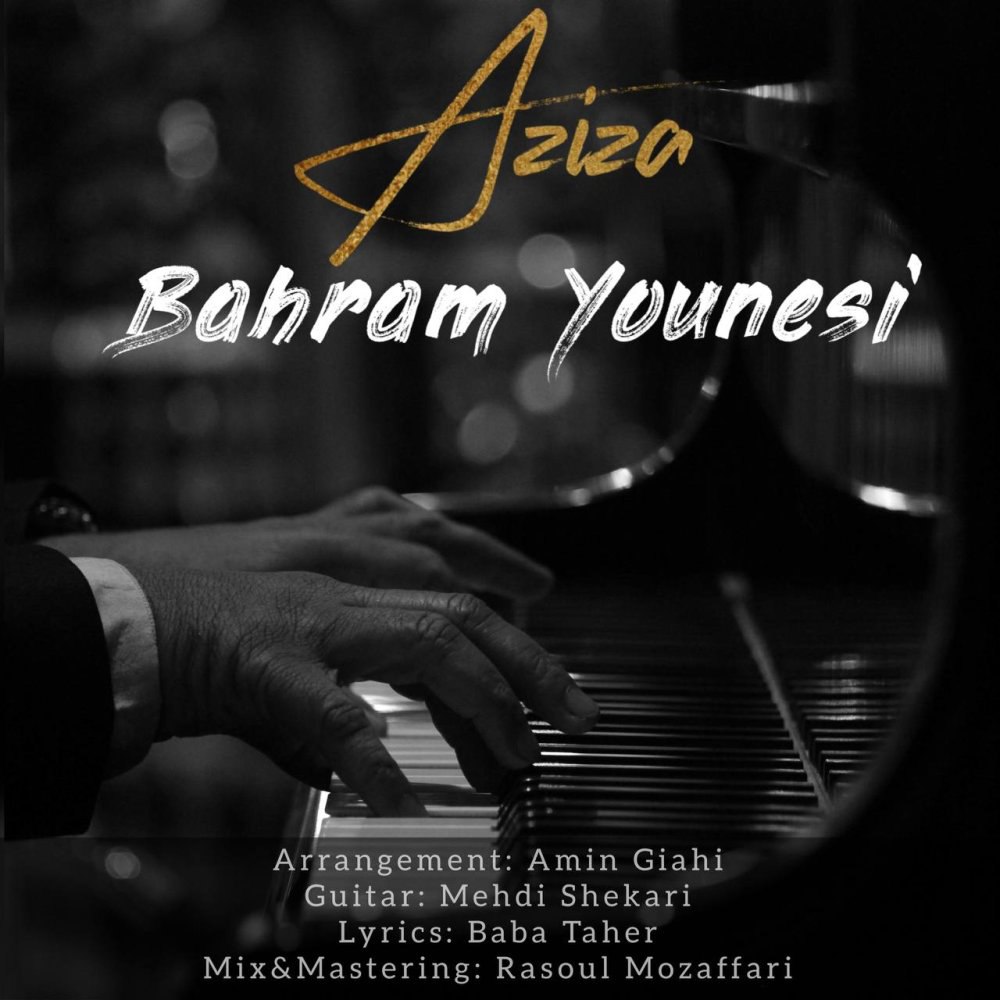 Aziza
Bahram Younesi
Arrangement: Amin Giahi
Guitar: Mehdi Shekari
Lyrics: Baba Taher
Mix&Mastering: Rasoul Mozaffari